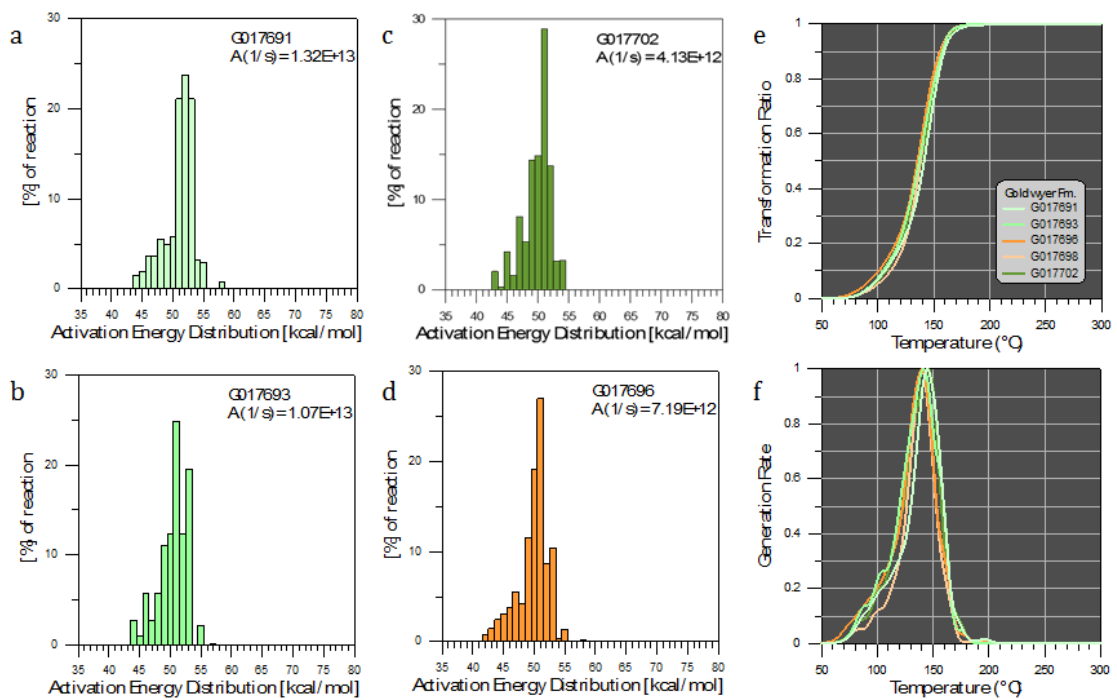 a
G017691
A(1/s)=1.32E+13
[%] of reaction
30
20
10
0
35 40 45 50 55 60 65 70 75 80
Activation Energy Distribution [kcal/mol]
c
G017702
A(1/s)=4.13E+12
[%] of reaction
30
20
10
0
35 40 45 50 55 60 65 70 75 80
Activation Energy Distribution [kcal/mol]
e
Transformation Ratio
1
0.8
0.6
0.4
0.2
0
Goldwyer Fm.
G017691
G017693
G017696
G017698
G017702
50 100 150 200 250 300
Temperature (°C)
b
G017693
A(1/s)=1.07E+13
[%] of reaction
30
20
10
0
35 40 45 50 55 60 65 70 75 80
Activation Energy Distribution [kcal/mol]
d
G017696
A(1/s)=7.19E+12
[%] of reaction
30
20
10
0
35 40 45 50 55 60 65 70 75 80
Activation Energy Distribution [kcal/mol]
f
Generation Rate
1
0.8
0.6
0.4
0.2
0
50 100 150 200 250 300
Temperature (°C)